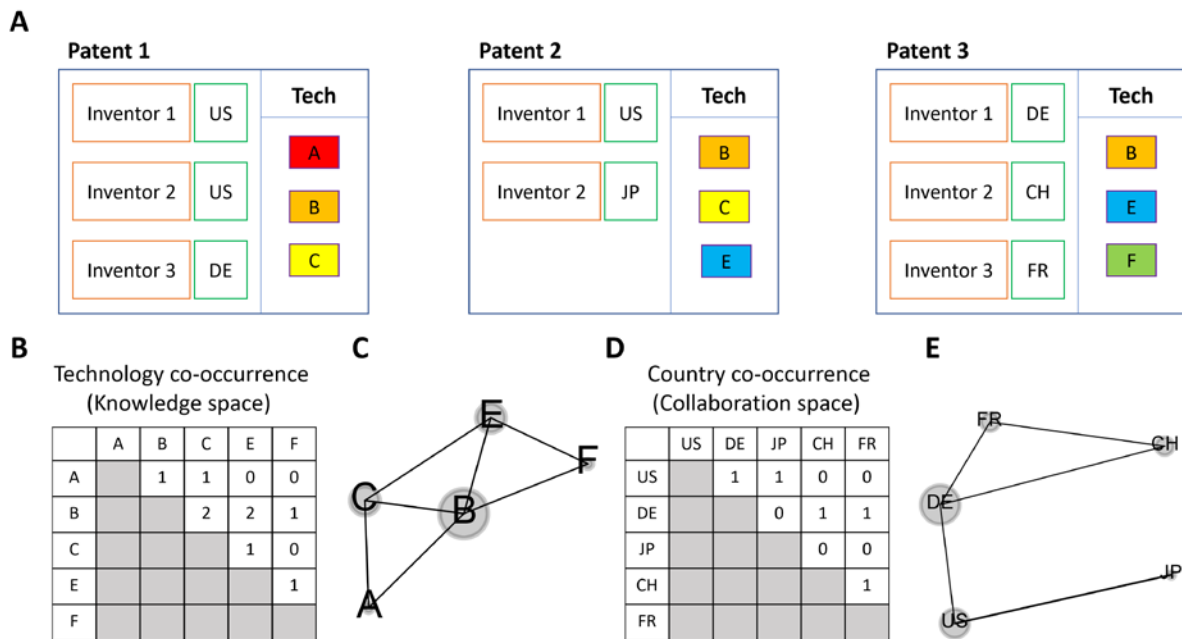 A
Patent 1 Patent 2 Patent 3
Inventor 1 US Tech
Inventor 2 US A
Inventor 3 DE B
C
Inventor 1 US Tech
Inventor 2 JP B
C
E
Inventor 1 DE Tech
Inventor 2 CH B
Inventor 3 FR E
F
B
Technology co-occurrence
(Knowledge space)
A B C E F
A 1 1 0 0
B 2 2 1
C 1 0
E 1
F
C
E
F
C
B
A
D
Country co-occurrence
(Collaboration space)
US DE JP CH FR
US 1 1 0 0
DE 0 1 1
JP 0 0
CH 1
FR
E
FR
CH
DE
JP
US